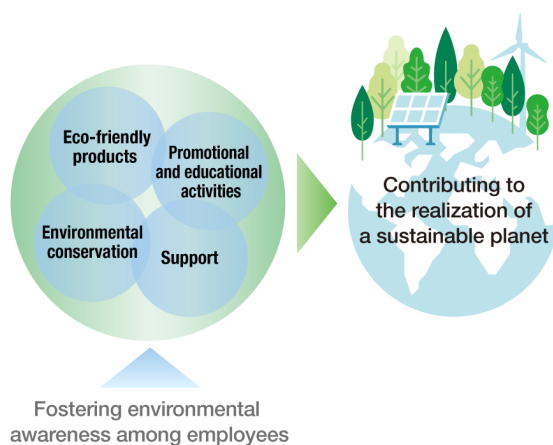 Eco-friendly
products
Promotional
and educational
activities
Environmental
conservation
Support
Contributing to
the realization of
a sustainable planet
Fostering environmental
awareness among employees